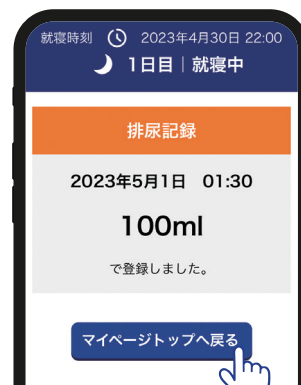 就寝時刻 2023年4月30日 22:00
1日目｜就寝中
排尿記録
2023年5月1日 01:30
100ml
で登録しました。
マイページトップへ戻る